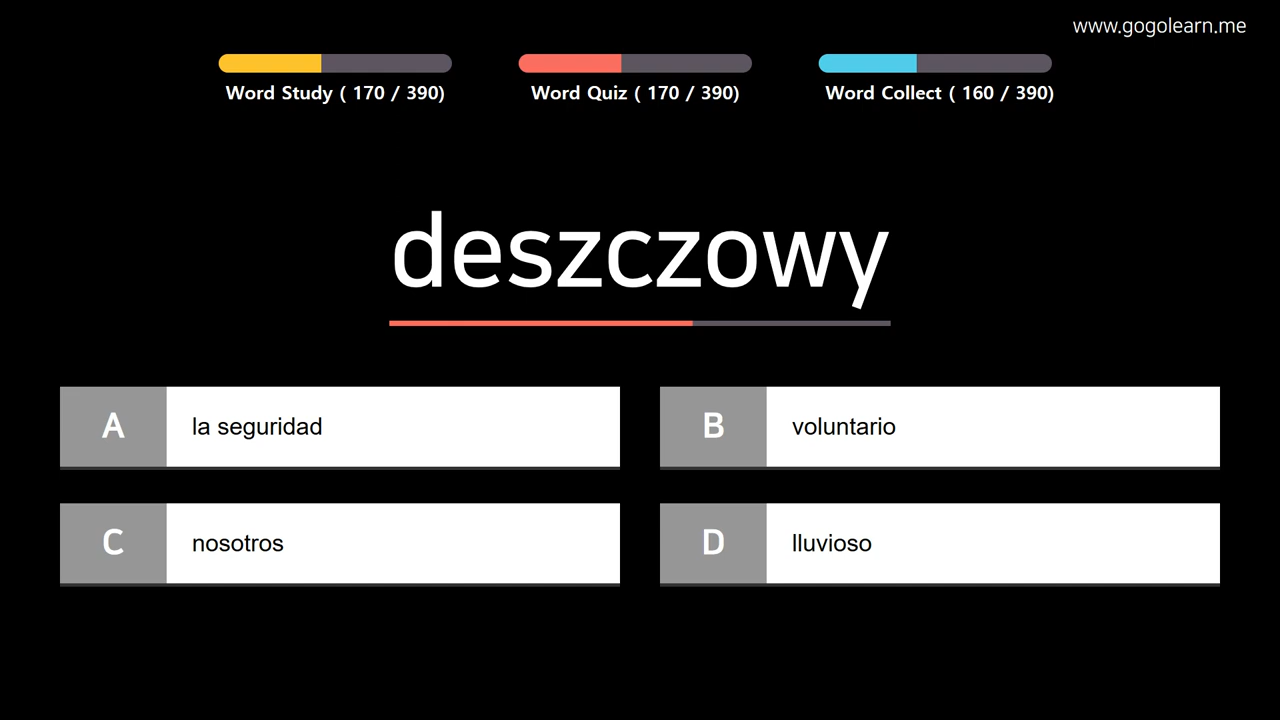 www.gogolearn.me
Word Study ( 170 / 390)
Word Quiz ( 170 / 390)
Word Collect ( 160 / 390)
deszczowy
A la seguridad
B voluntario
C nosotros
D lluvioso